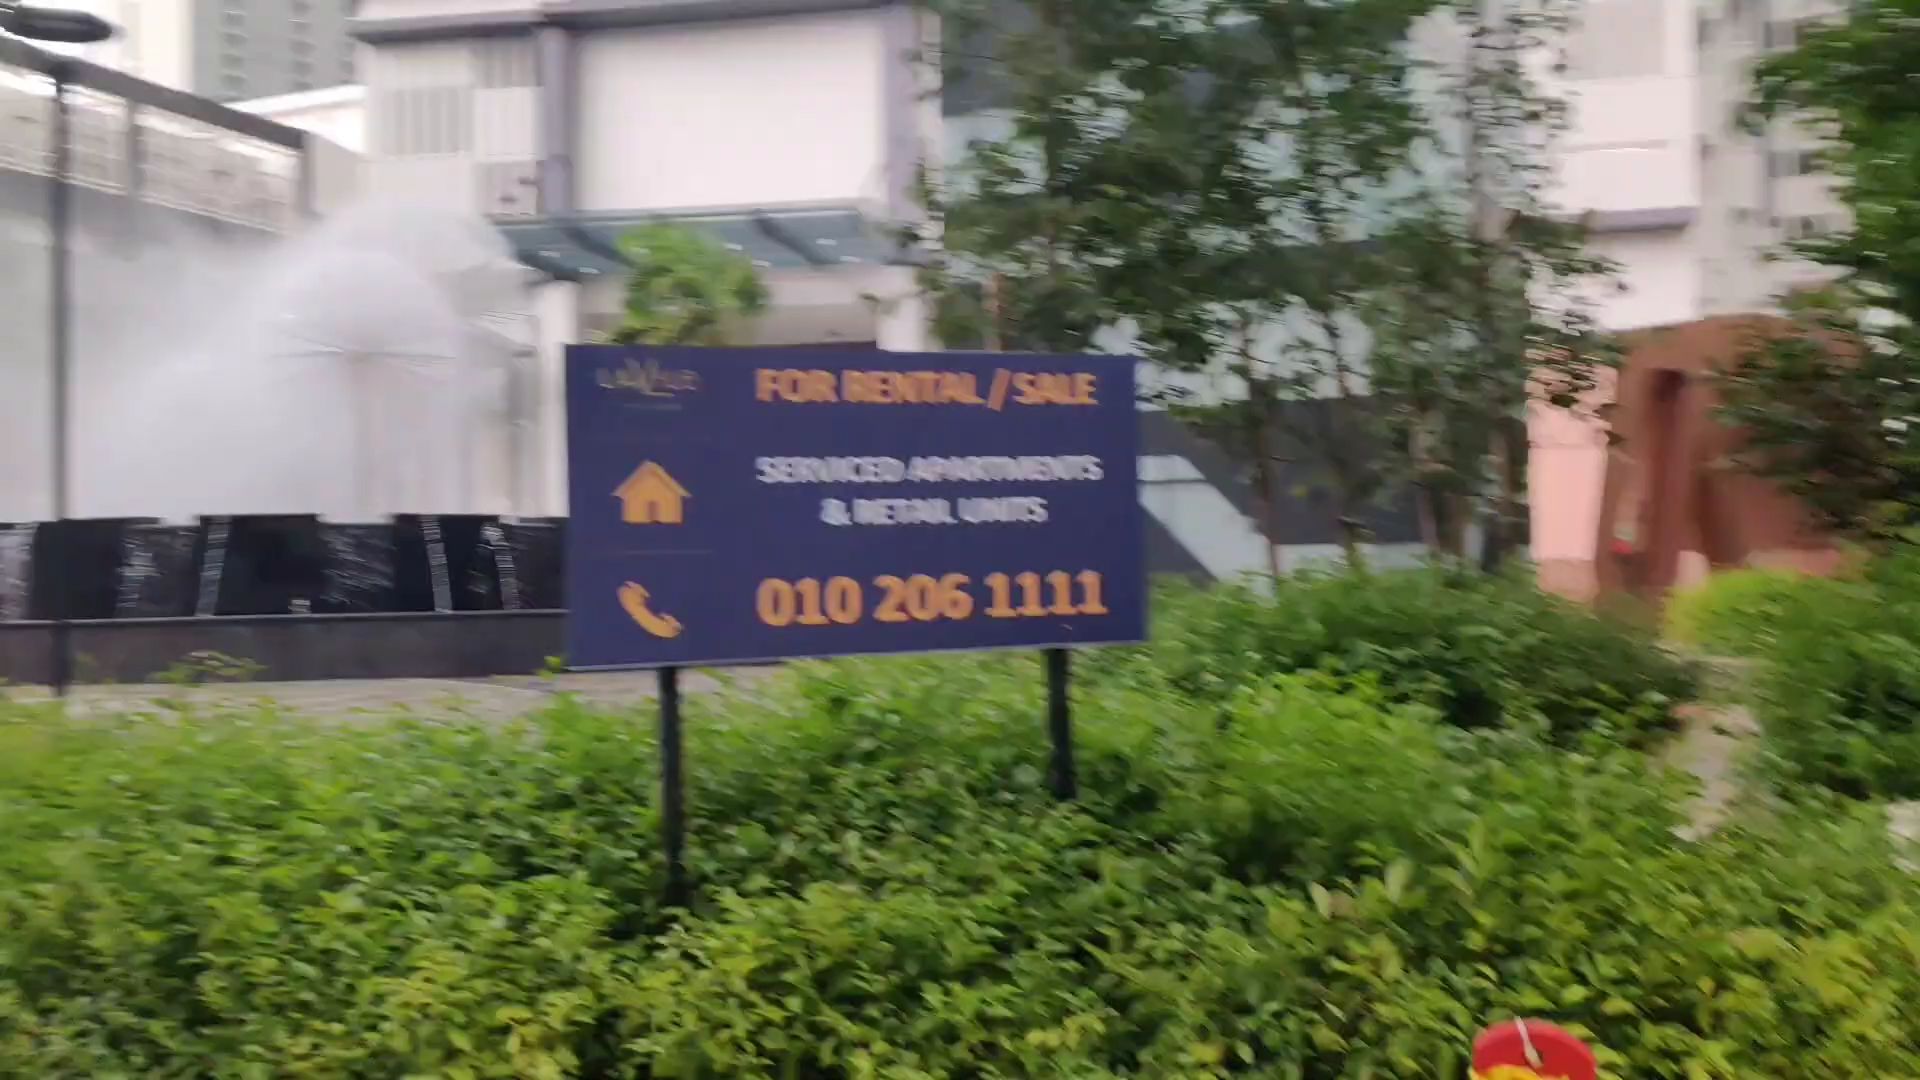 FOR RENTAL / SALE
SERVICED APARTMENTS
& RETAIL UNITS
010 206 1111